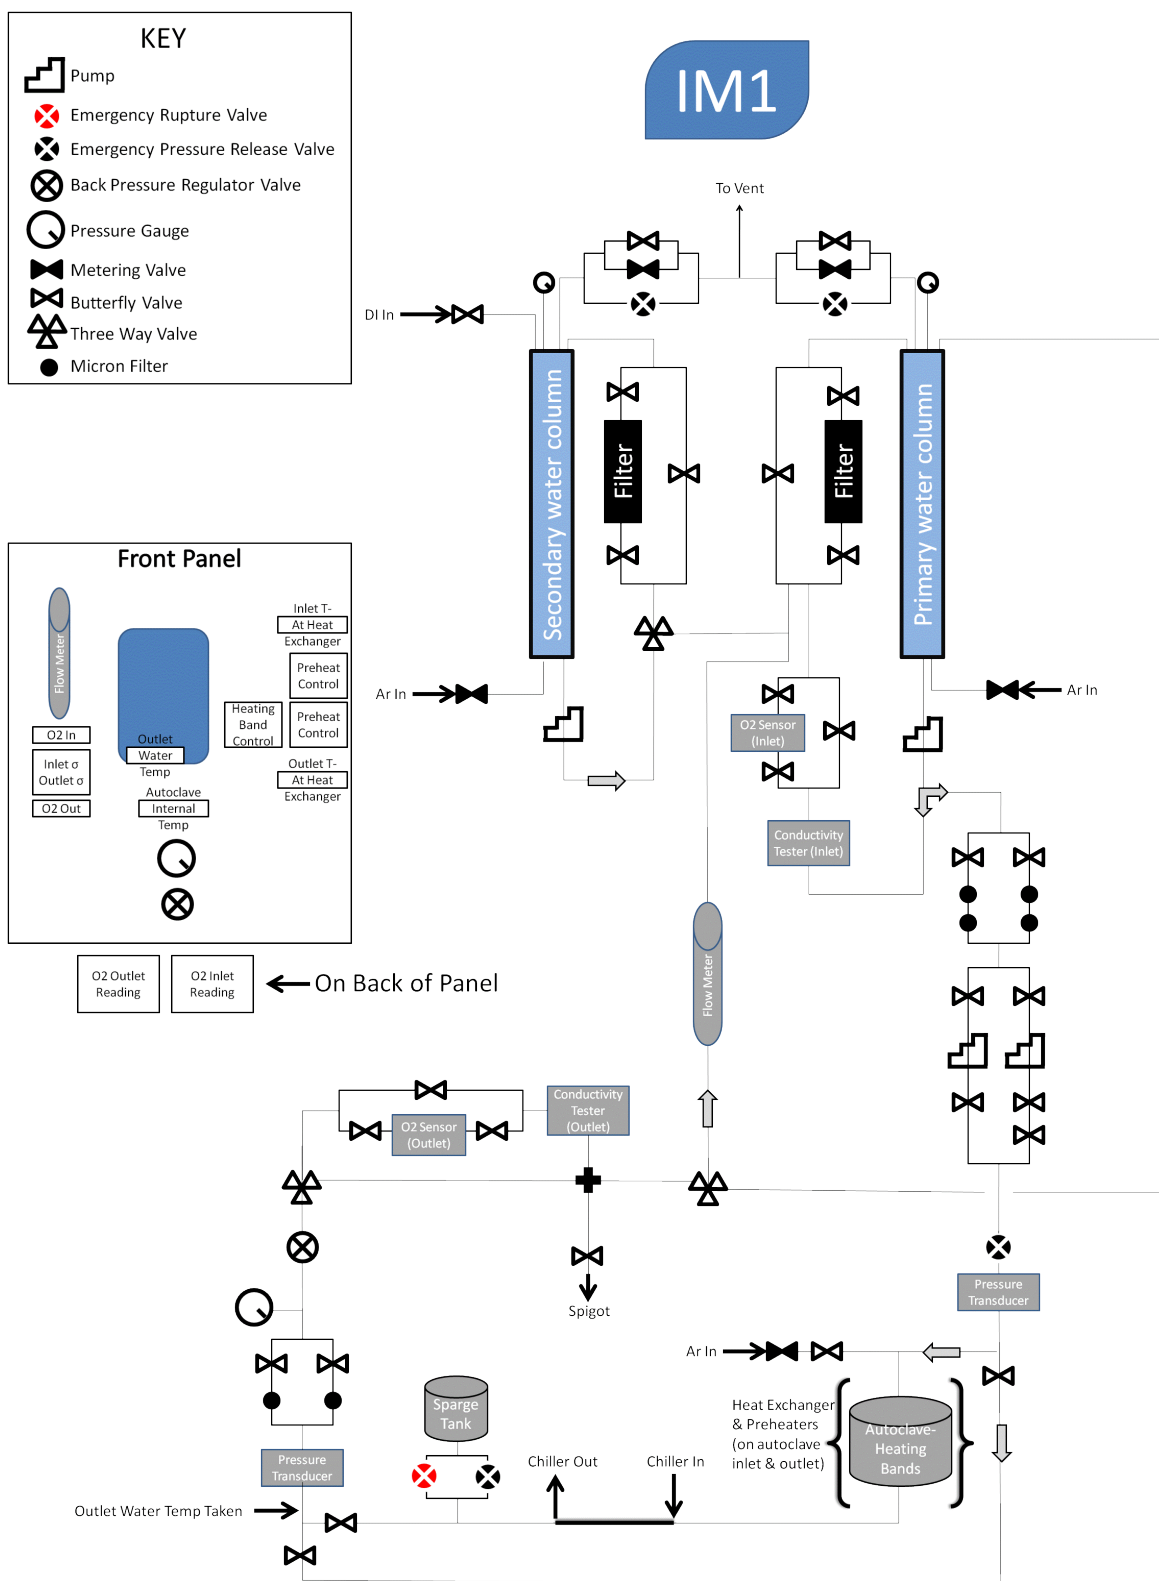 KEY
Pump
Emergency Rupture Valve
Emergency Pressure Release Valve
Back Pressure Regulator Valve
Pressure Gauge
Metering Valve
Butterfly Valve
Three Way Valve
Micron Filter
IM1
To Vent
DI In
Secondary water column
Filter
Filter
Primary water column
Ar In
Ar In
O2 Sensor
(Inlet)
Conductivity
Tester (Inlet)
Front Panel
Flow Meter
O2 In
Inlet σ
Outlet σ
O2 Out
Outlet
Water
Temp
Autoclave
Internal
Temp
Inlet T-
At Heat
Exchanger
Preheat
Control
Heating
Band
Control
Preheat
Control
Outlet T-
At Heat
Exchanger
O2 Outlet
Reading
O2 Inlet
Reading
On Back of Panel
Flow Meter
Conductivity
Tester
(Outlet)
O2 Sensor
(Outlet)
Spigot
Pressure
Transducer
Ar In
Heat Exchanger
& Preheaters
(on autoclave
inlet & outlet)
Autoclave-
Heating
Bands
Sparge
Tank
Pressure
Transducer
Chiller Out
Chiller In
Outlet Water Temp Taken